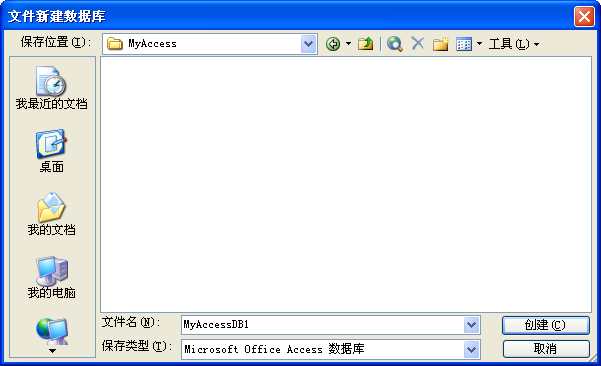 文件新建数据库
保存位置(I): MyAccess 工具(L)
我最近的文档
桌面
我的文档
我的电脑
文件名(N): MyAccessDB1 创建(C)
保存类型(T): Microsoft Office Access 数据库 取消